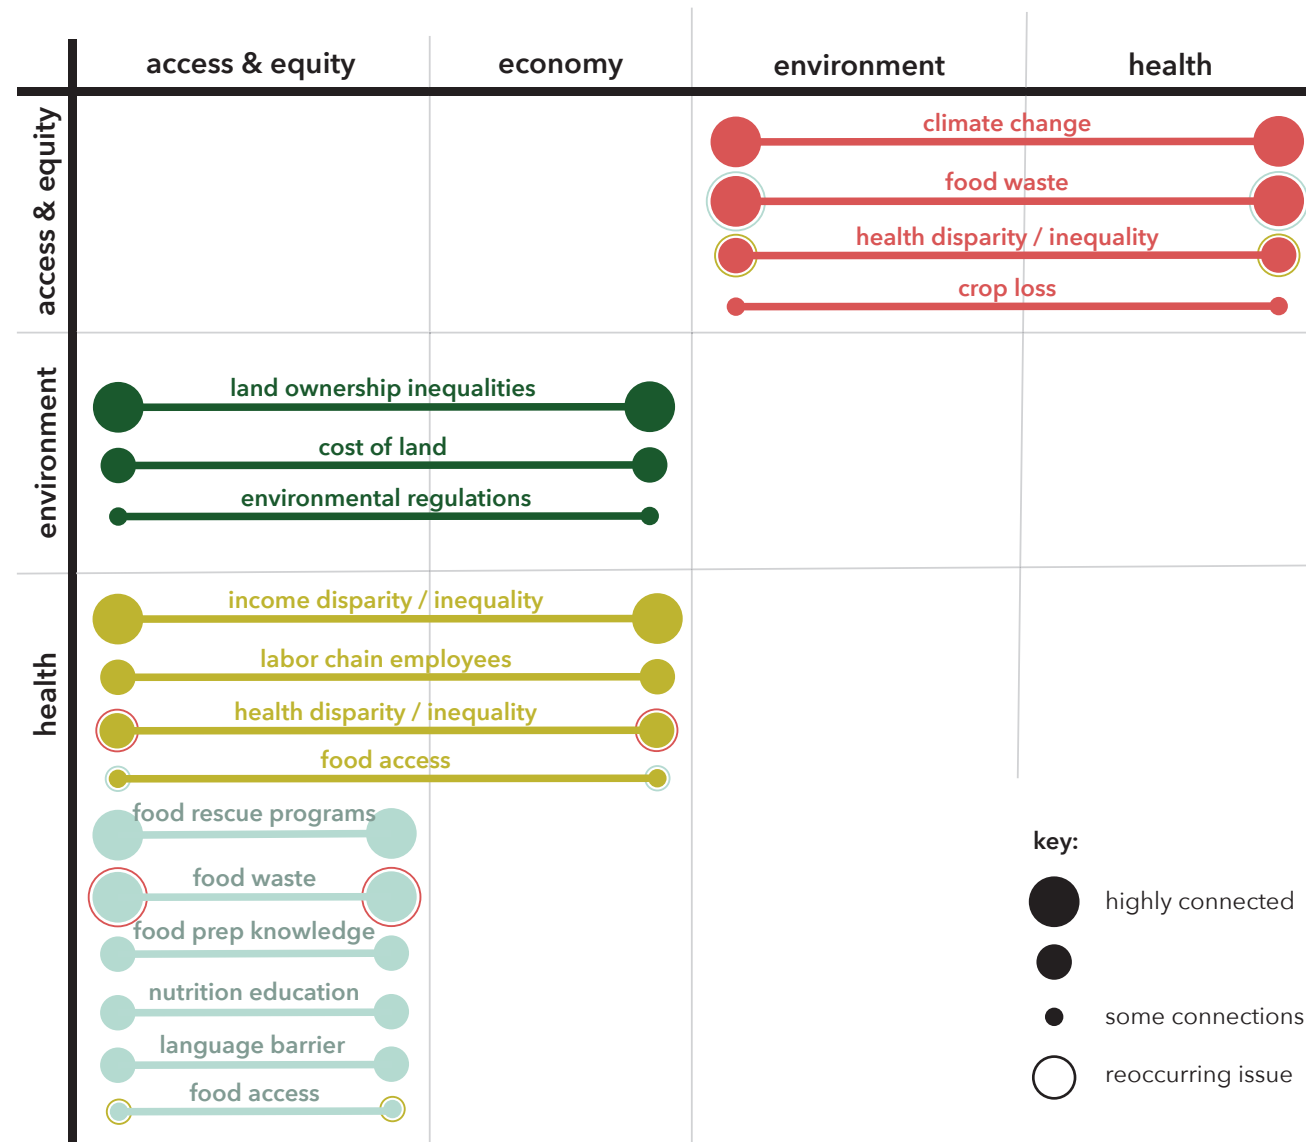 access & equity
economy
environment
health
access & equity
climate change
food waste
health disparity / inequality
crop loss
environment
land ownership inequalities
cost of land
environmental regulations
health
income disparity / inequality
labor chain employees
health disparity / inequality
food access
food rescue programs
food waste
food prep knowledge
nutrition education
language barrier
food access
key:
highly connected
some connections
reoccurring issue